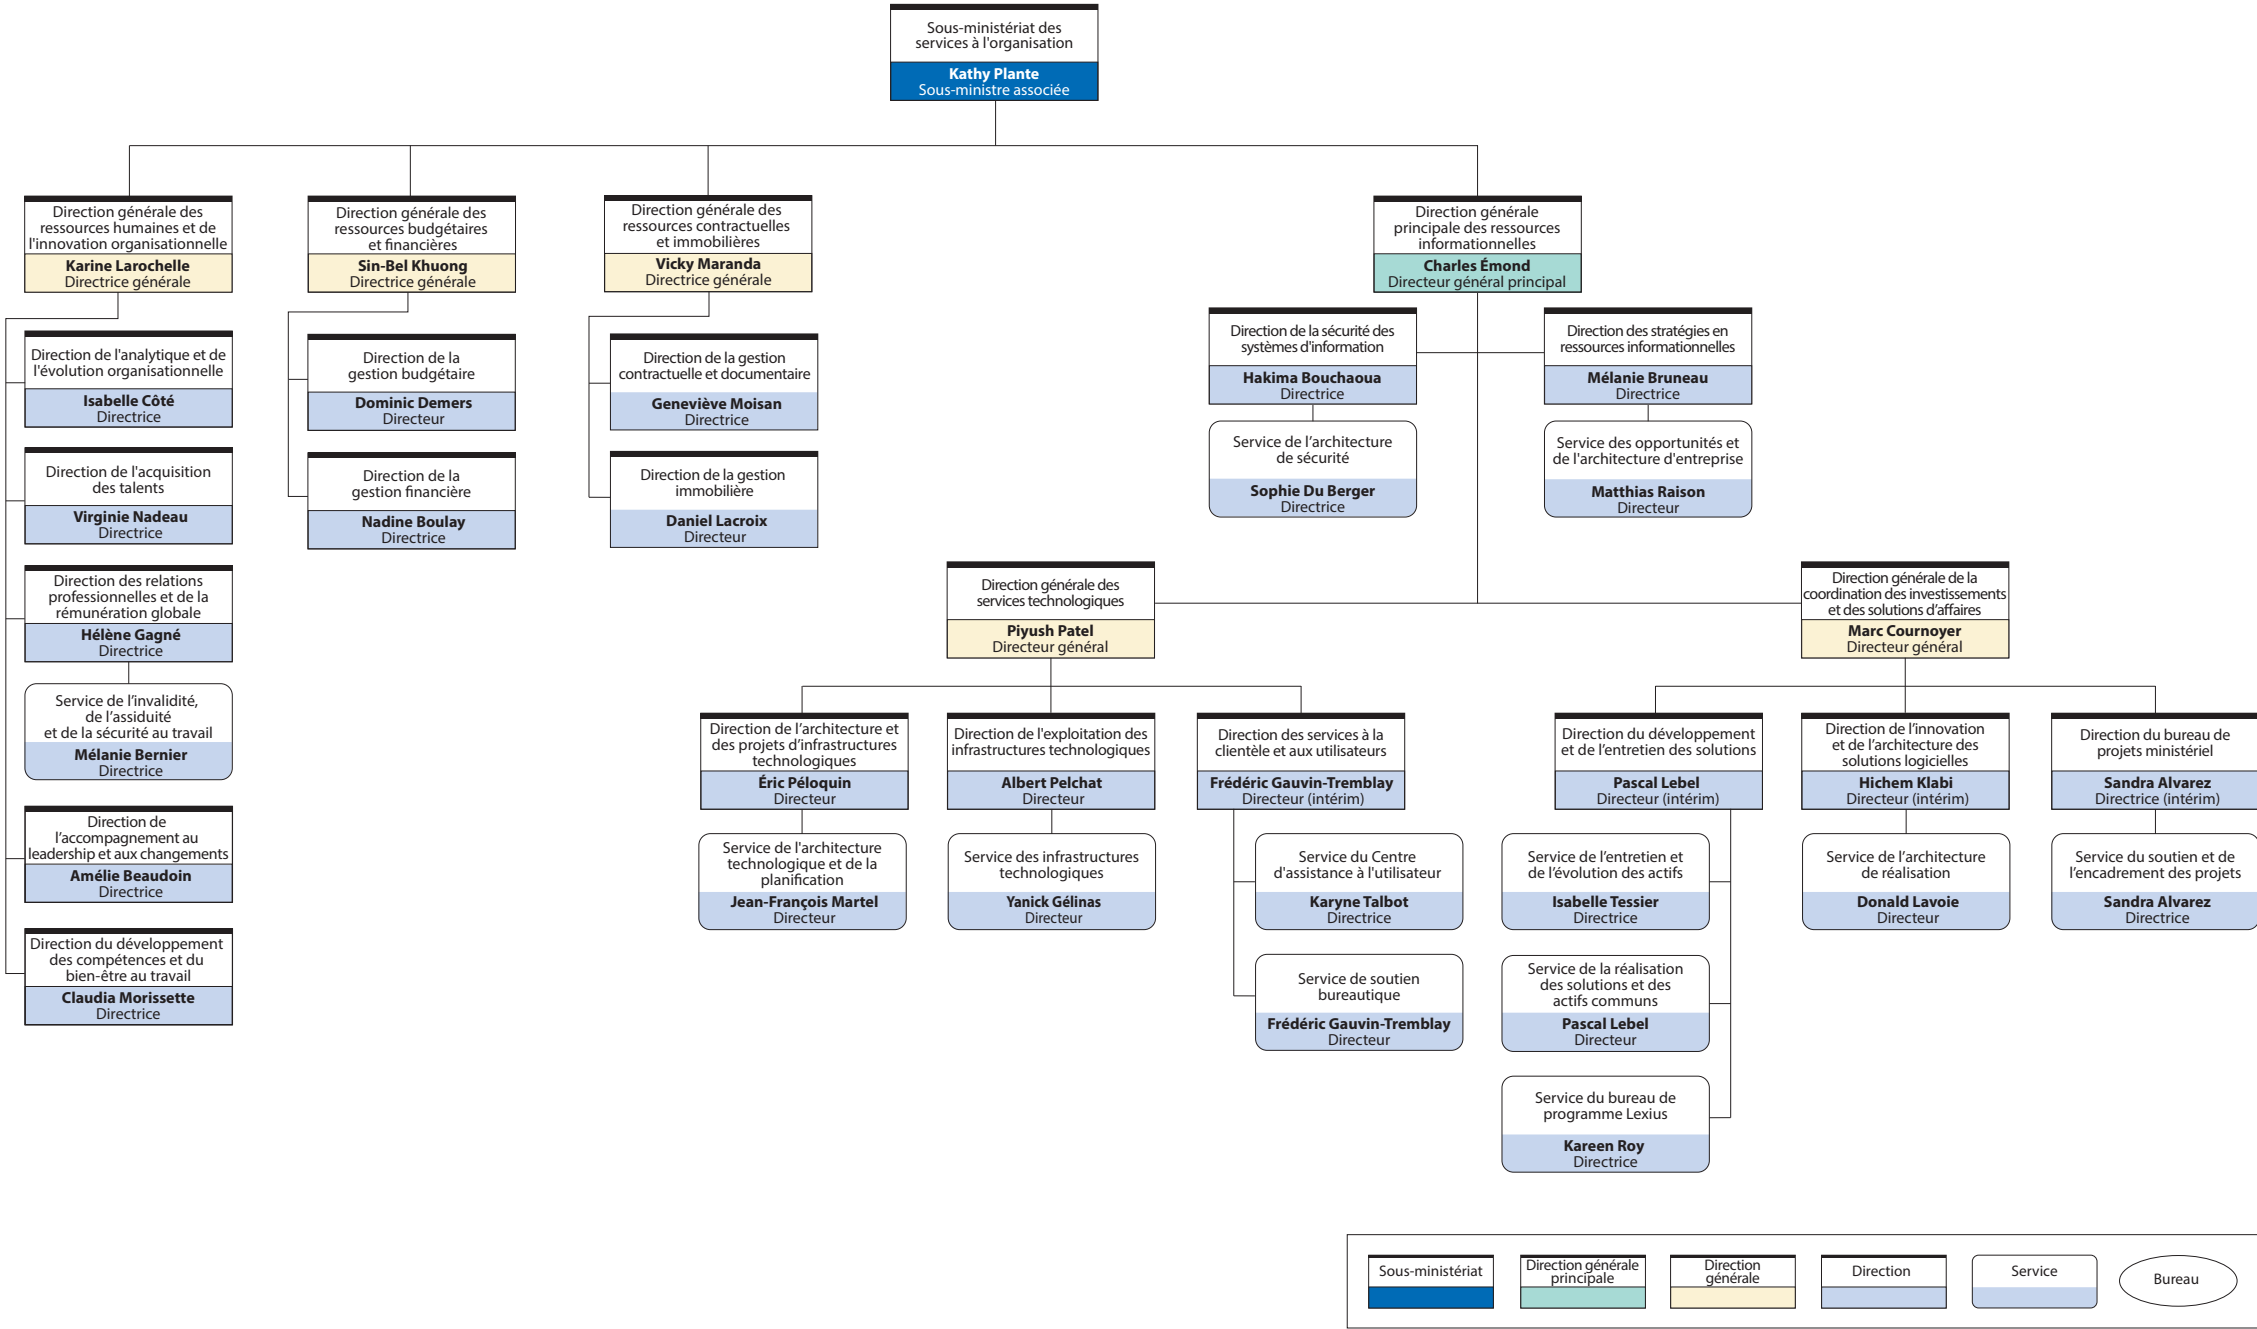 Sous-ministériat des
services à l'organisation
Kathy Plante
Sous-ministre associée
Direction générale des
ressources humaines et de
l'innovation organisationnelle
Karine Larochelle
Directrice générale
Direction de l'analytique et de
l'évolution organisationnelle
Isabelle Côté
Directrice
Direction de l'acquisition
des talents
Virginie Nadeau
Directrice
Direction des relations
professionnelles et de la
rémunération globale
Hélène Gagné
Directrice
Service de l'invalidité,
de l'assiduité
et de la sécurité au travail
Mélanie Bernier
Directrice
Direction de
l'accompagnement au
leadership et aux changements
Amélie Beaudoin
Directrice
Direction du développement
des compétences et du
bien-être au travail
Claudia Morissette
Directrice
Direction générale des
ressources budgétaires
et financières
Sin-Bel Khuong
Directrice générale
Direction de la
gestion budgétaire
Dominic Demers
Directeur
Direction de la
gestion financière
Nadine Boulay
Directrice
Direction générale des
ressources contractuelles
et immobilières
Vicky Maranda
Directrice générale
Direction de la gestion
contractuelle et documentaire
Geneviève Moisan
Directrice
Direction de la gestion
immobilière
Daniel Lacroix
Directeur
Direction générale
principale des ressources
informationnelles
Charles Émond
Directeur général principal
Direction de la sécurité des
systèmes d'information
Hakima Bouchaoua
Directrice
Service de l'architecture
de sécurité
Sophie Du Berger
Directrice
Direction des stratégies en
ressources informationnelles
Mélanie Bruneau
Directrice
Service des opportunités et
de l'architecture d'entreprise
Matthias Raison
Directeur
Direction générale des
services technologiques
Piyush Patel
Directeur général
Direction de l'architecture et
des projets d'infrastructures
technologiques
Éric Péloquin
Directeur
Service de l'architecture
technologique et de la
planification
Jean-François Martel
Directeur
Direction de l'exploitation des
infrastructures technologiques
Albert Pelchat
Directeur
Service des infrastructures
technologiques
Yanick Gélinas
Directeur
Direction des services à la
clientèle et aux utilisateurs
Frédéric Gauvin-Tremblay
Directeur (intérim)
Service du Centre
d'assistance à l'utilisateur
Karyne Talbot
Directrice
Service de soutien
bureautique
Frédéric Gauvin-Tremblay
Directeur
Direction générale de la
coordination des investissements
et des solutions d'affaires
Marc Cournoyer
Directeur général
Direction du développement
et de l'entretien des solutions
Pascal Lebel
Directeur (intérim)
Service de l'entretien et
de l'évolution des actifs
Isabelle Tessier
Directrice
Service de la réalisation
des solutions et des
actifs communs
Pascal Lebel
Directeur
Service du bureau de
programme Lexius
Kareen Roy
Directrice
Direction de l'innovation
et de l'architecture des
solutions logicielles
Hichem Klabi
Directeur (intérim)
Service de l'architecture
de réalisation
Donald Lavoie
Directeur
Direction du bureau de
projets ministériel
Sandra Alvarez
Directrice (intérim)
Service du soutien et de
l'encadrement des projets
Sandra Alvarez
Directrice
Sous-ministériat
Direction générale
principale
Direction
générale
Direction
Service
Bureau